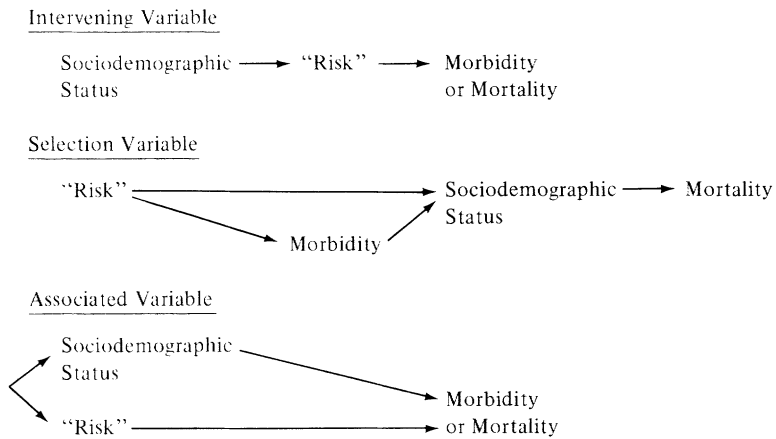 Intervening Variable
Sociodemographic
Status
“Risk”
Morbidity
or Mortality
Selection Variable
“Risk”
Sociodemographic
Status
Mortality
Morbidity
Associated Variable
Sociodemographic
Status
Morbidity
or Mortality
“Risk”